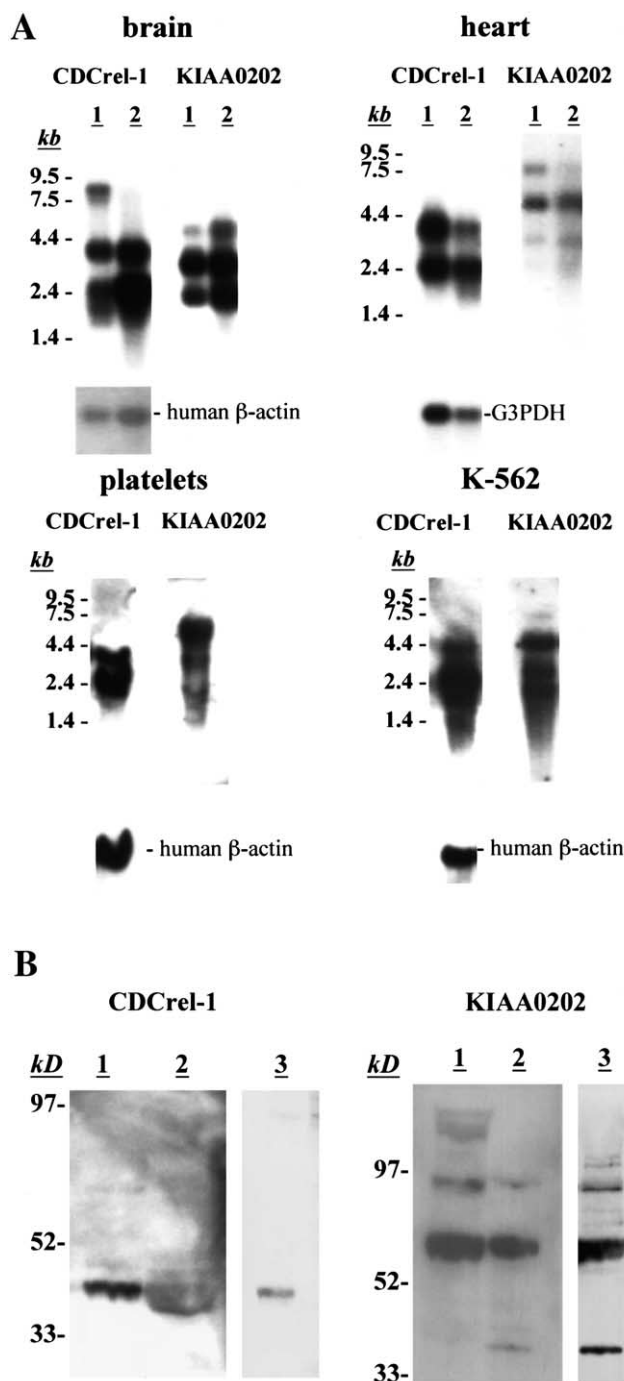 A
brain heart
CDCrel-1 KIAA0202 CDCrel-1 KIAA0202
1 2 1 2 1 2 1 2
kb kb
9.5 - 9.5 -
7.5 - 7.5 -
4.4 - 4.4 -
2.4 - 2.4 -
1.4 - 1.4 -
- human β-actin -G3PDH
platelets K-562
CDCrel-1 KIAA0202 CDCrel-1 KIAA0202
kb kb
9.5 - 9.5 -
7.5 - 7.5 -
4.4 - 4.4 -
2.4 - 2.4 -
1.4 - 1.4 -
- human β-actin - human β-actin
B
CDCrel-1 KIAA0202
kD 1 2 3 kD 1 2 3
97- 97-
52- 52-
33- 33-